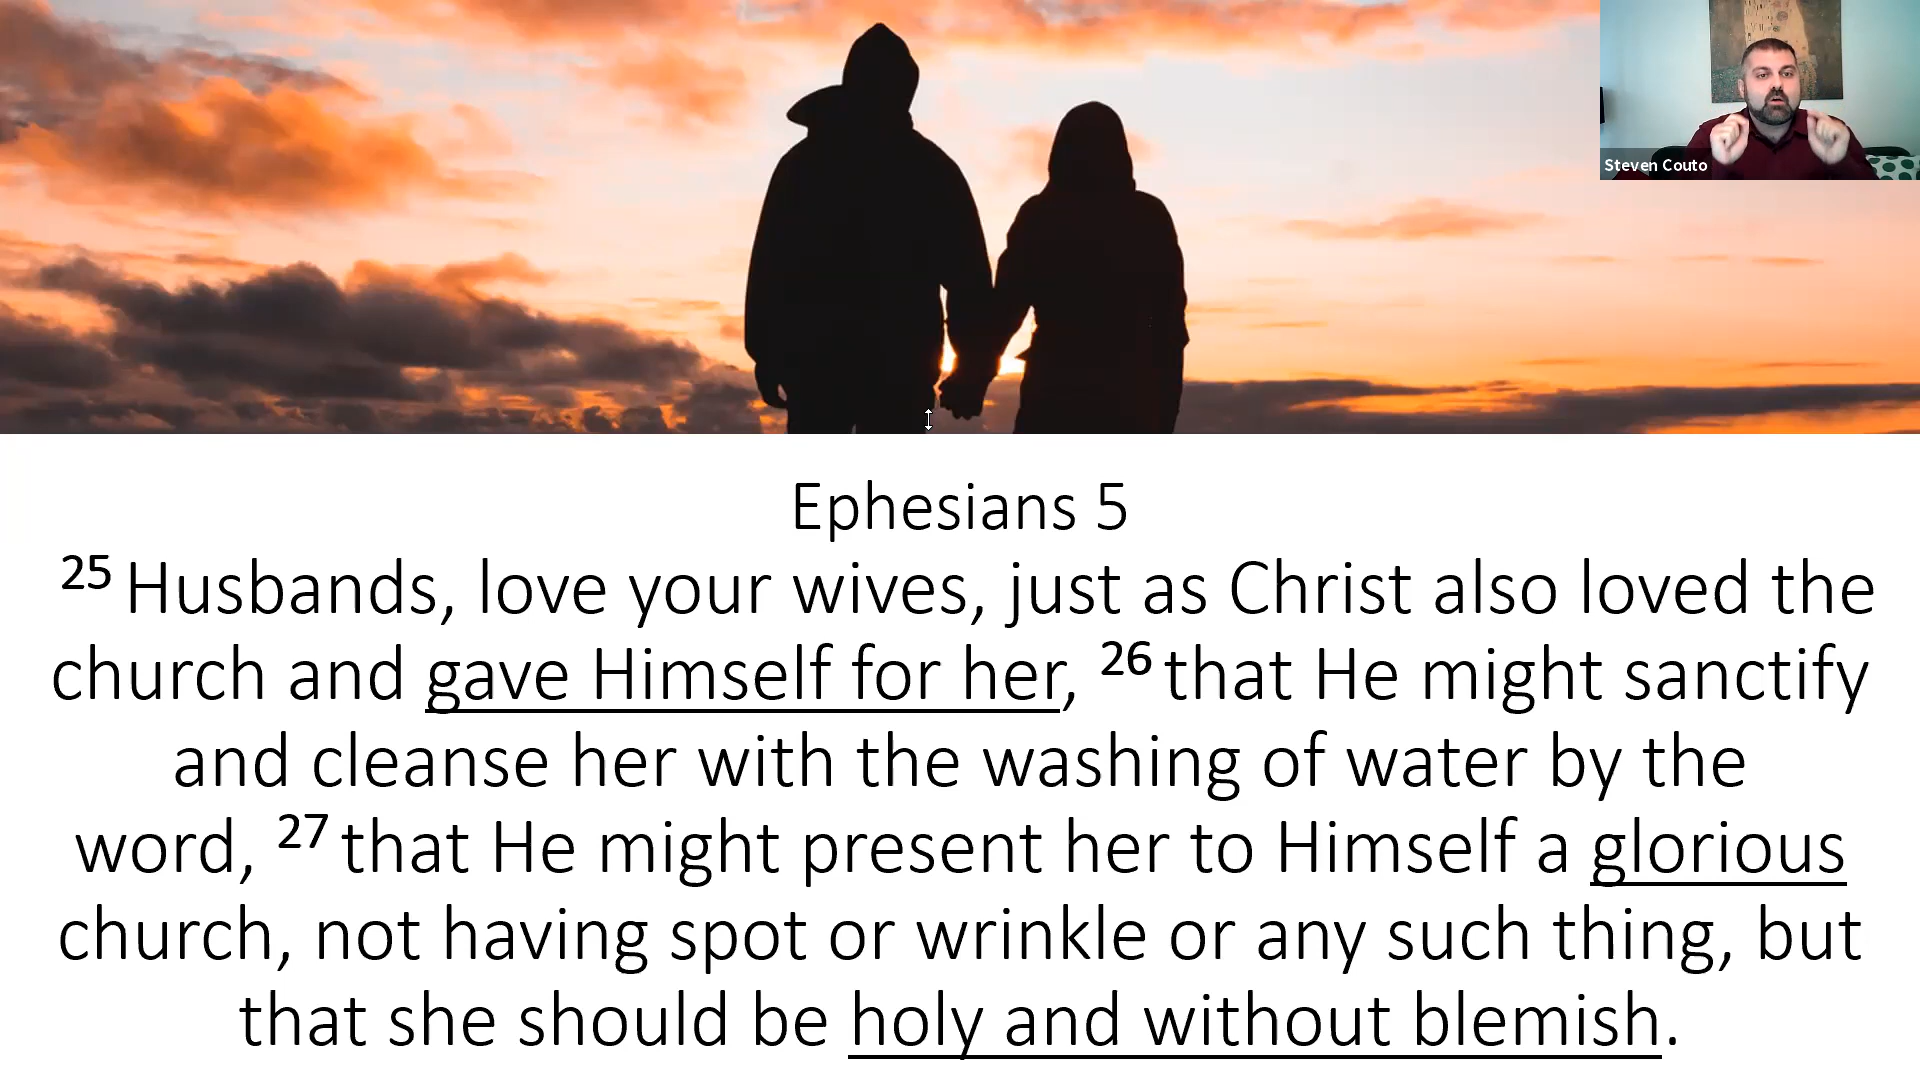 Steven Couto
Ephesians 5
25 Husbands, love your wives, just as Christ also loved the
church and gave Himself for her, 26 that He might sanctify
and cleanse her with the washing of water by the
word, 27 that He might present her to Himself a glorious
church, not having spot or wrinkle or any such thing, but
that she should be holy and without blemish.